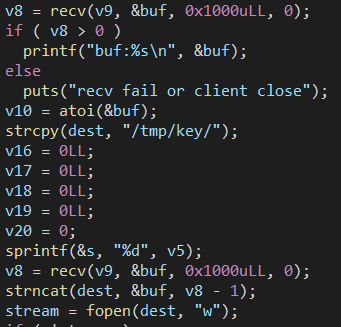 v8 = recv(v9, &buf, 0x1000uLL, 0);
if ( v8 > 0 )
printf("buf:%s\n", &buf);
else
puts("recv fail or client close");
v10 = atoi(&buf);
strcpy(dest, "/tmp/key/");
v16 = 0LL;
v17 = 0LL;
v18 = 0LL;
v19 = 0LL;
v20 = 0;
sprintf(&s, "%d", v5);
v8 = recv(v9, &buf, 0x1000uLL, 0);
strncat(dest, &buf, v8 - 1);
stream = fopen(dest, "w");